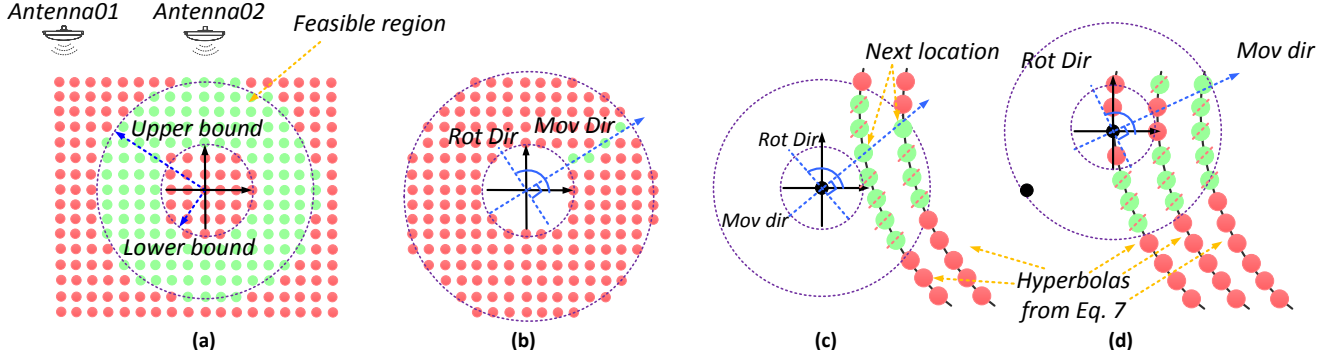 Antenna01
Antenna02
Feasible region
Upper bound
Lower bound
(a)
Rot Dir
Mov Dir
(b)
Next location
Rot Dir
Mov dir
(c)
Rot Dir
Mov dir
Hyperbolas
from Eq. 7
(d)